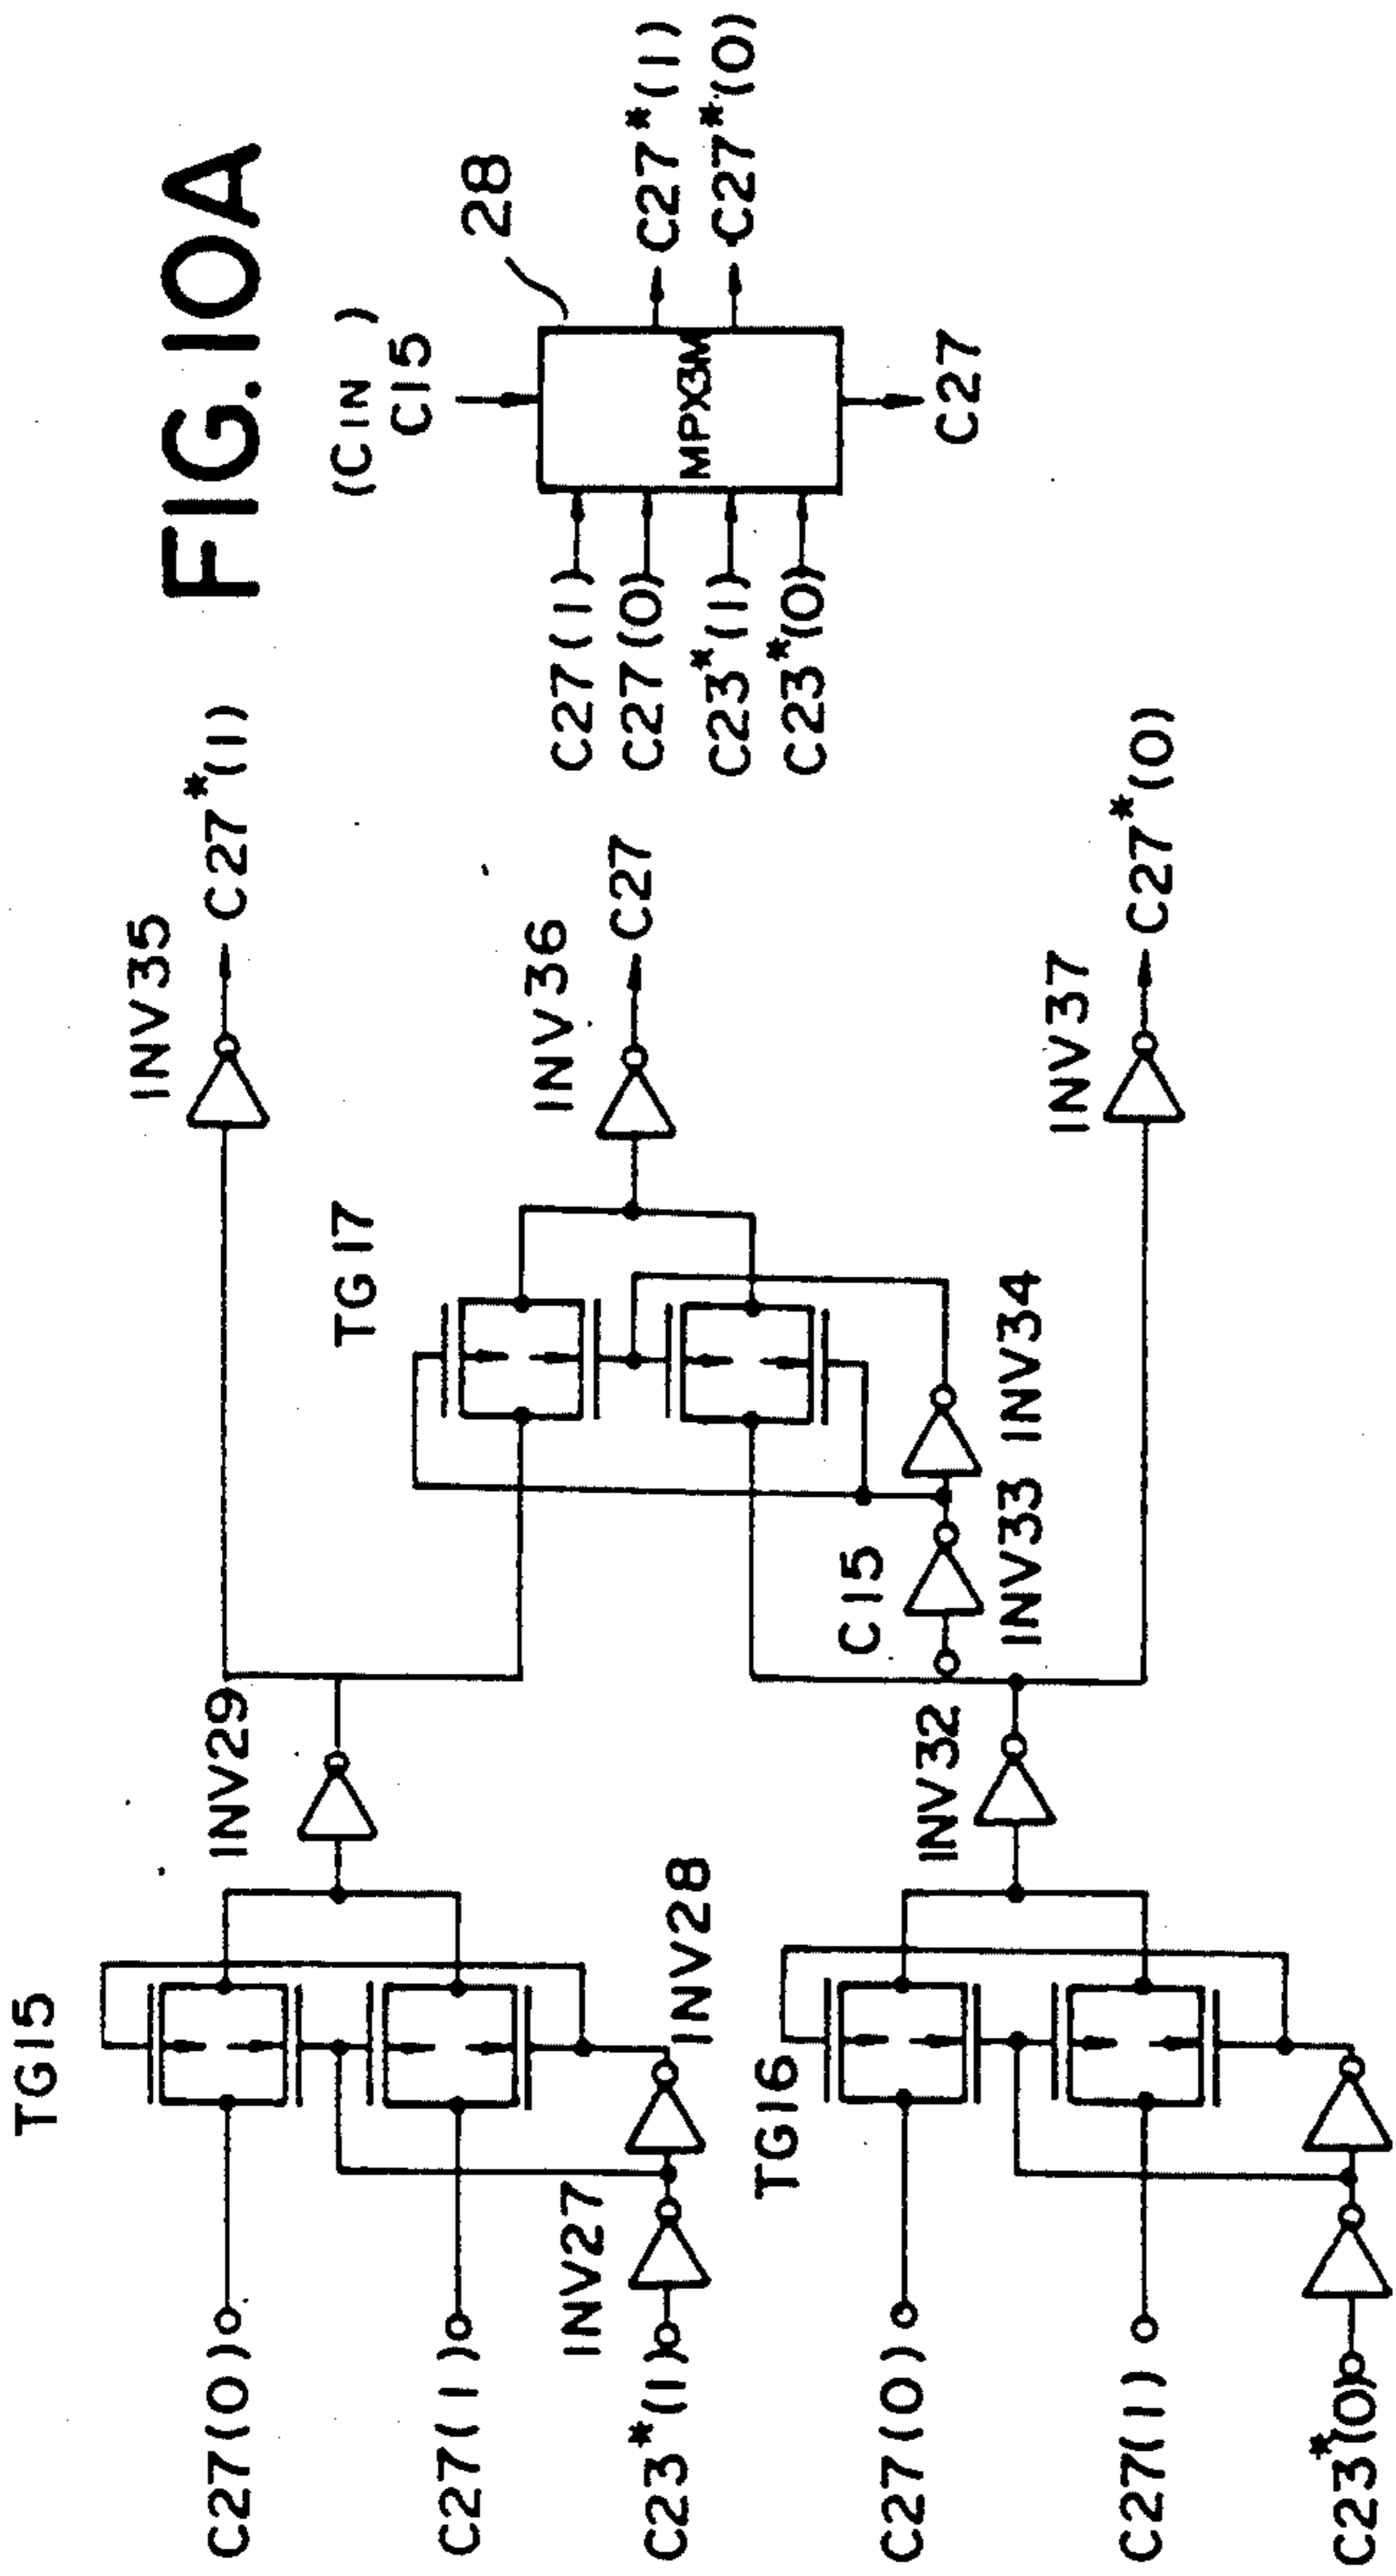 FIG. 10A
TG15
C27(0)
C27(1)
INV27
C23*(1)
INV28
INV29
INV35
C27*(1)
TG17
INV36
C27
C15
INV33 INV34
TG16
C27(0)
C27(1)
C23*(0)
INV32
INV37
C27*(0)
(CIN)
C15
28
C27(1)
C27(0)
C23*(1)
C23*(0)
MPX3M
C27*(1)
C27*(0)
C27